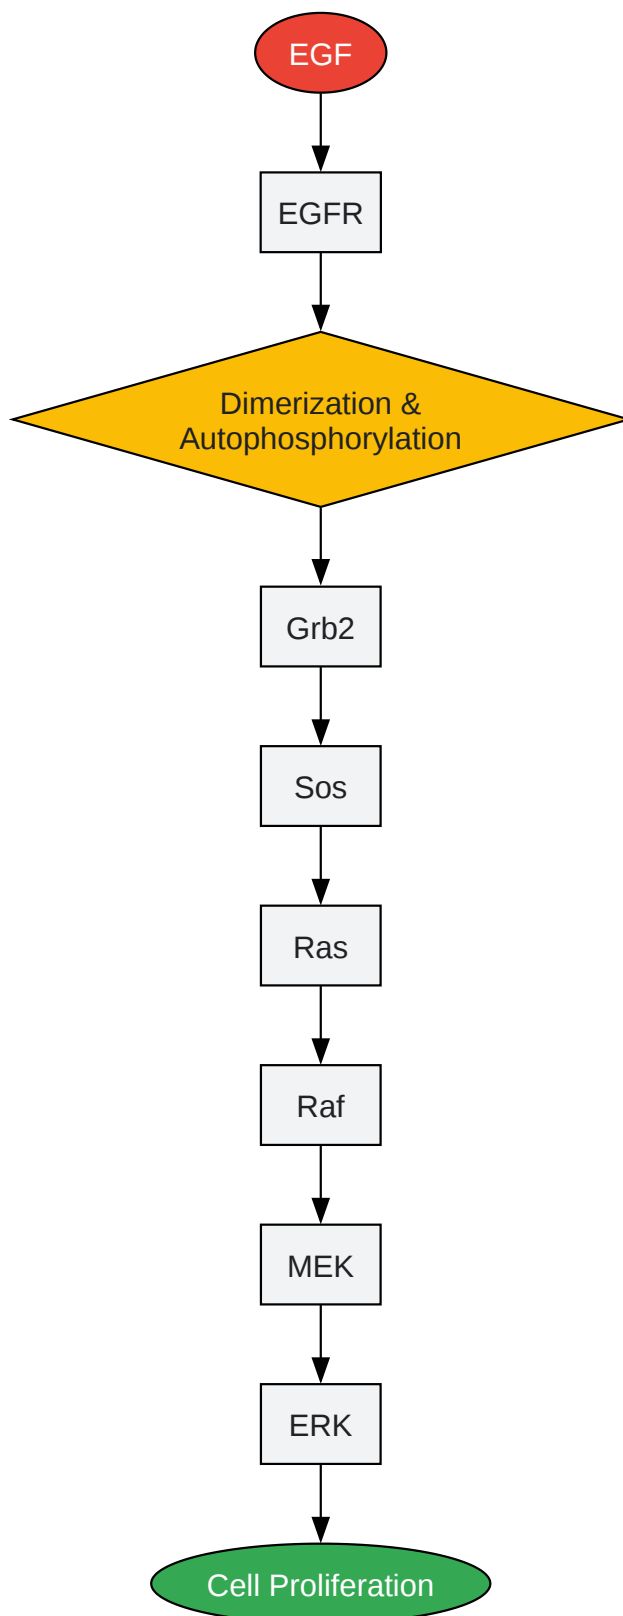 EGF
EGFR
Dimerization &
Autophosphorylation
Grb2
Sos
Ras
Raf
MEK
ERK
Cell Proliferation